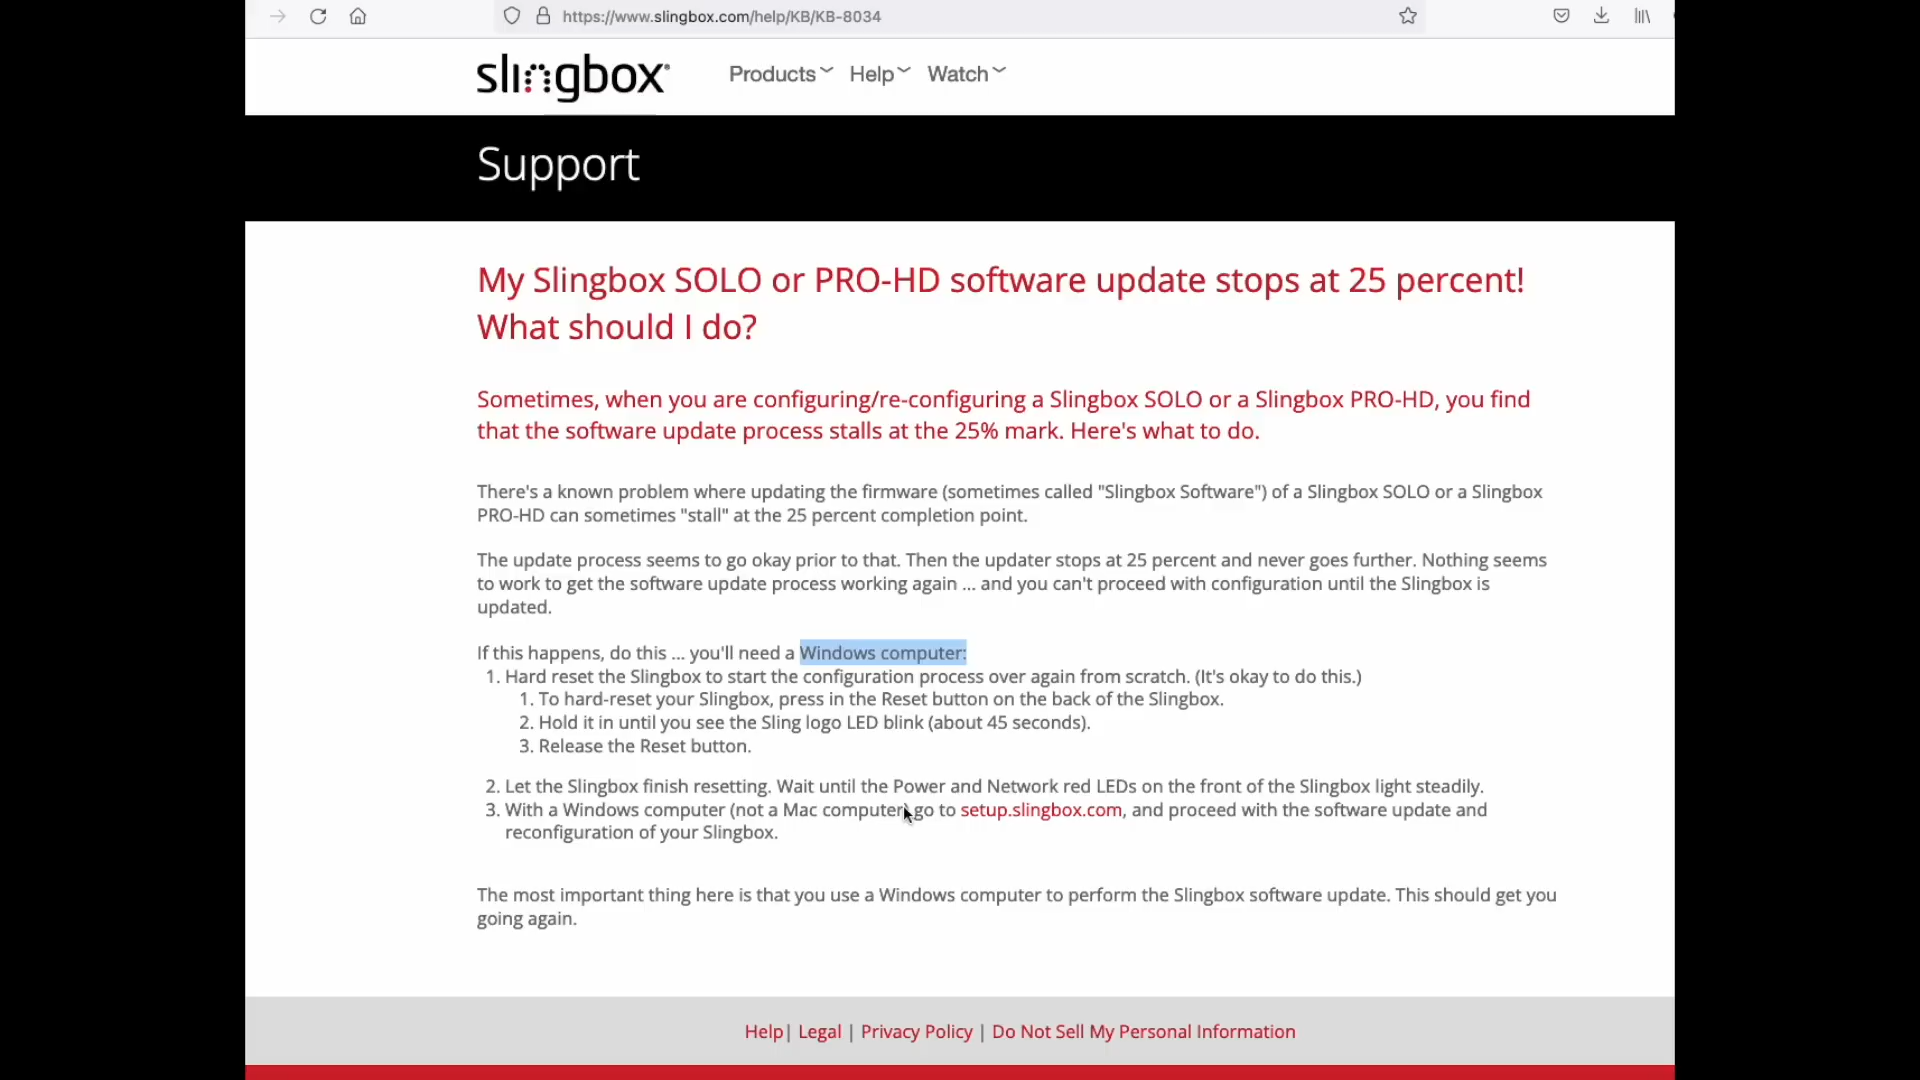 https://www.slingbox.com/help/KB/KB-8034
slingbox
Products Help Watch
Support
My Slingbox SOLO or PRO-HD software update stops at 25 percent!
What should I do?
Sometimes, when you are configuring/re-configuring a Slingbox SOLO or a Slingbox PRO-HD, you find
that the software update process stalls at the 25% mark. Here's what to do.
There's a known problem where updating the firmware (sometimes called "Slingbox Software") of a Slingbox SOLO or a Slingbox
PRO-HD can sometimes "stall" at the 25 percent completion point.
The update process seems to go okay prior to that. Then the updater stops at 25 percent and never goes further. Nothing seems
to work to get the software update process working again ... and you can't proceed with configuration until the Slingbox is
updated.
If this happens, do this ... you'll need a Windows computer:
1. Hard reset the Slingbox to start the configuration process over again from scratch. (It's okay to do this.)
1. To hard-reset your Slingbox, press in the Reset button on the back of the Slingbox.
2. Hold it in until you see the Sling logo LED blink (about 45 seconds).
3. Release the Reset button.
2. Let the Slingbox finish resetting. Wait until the Power and Network red LEDs on the front of the Slingbox light steadily.
3. With a Windows computer (not a Mac computer) go to setup.slingbox.com, and proceed with the software update and
reconfiguration of your Slingbox.
The most important thing here is that you use a Windows computer to perform the Slingbox software update. This should get you
going again.
Help| Legal | Privacy Policy | Do Not Sell My Personal Information